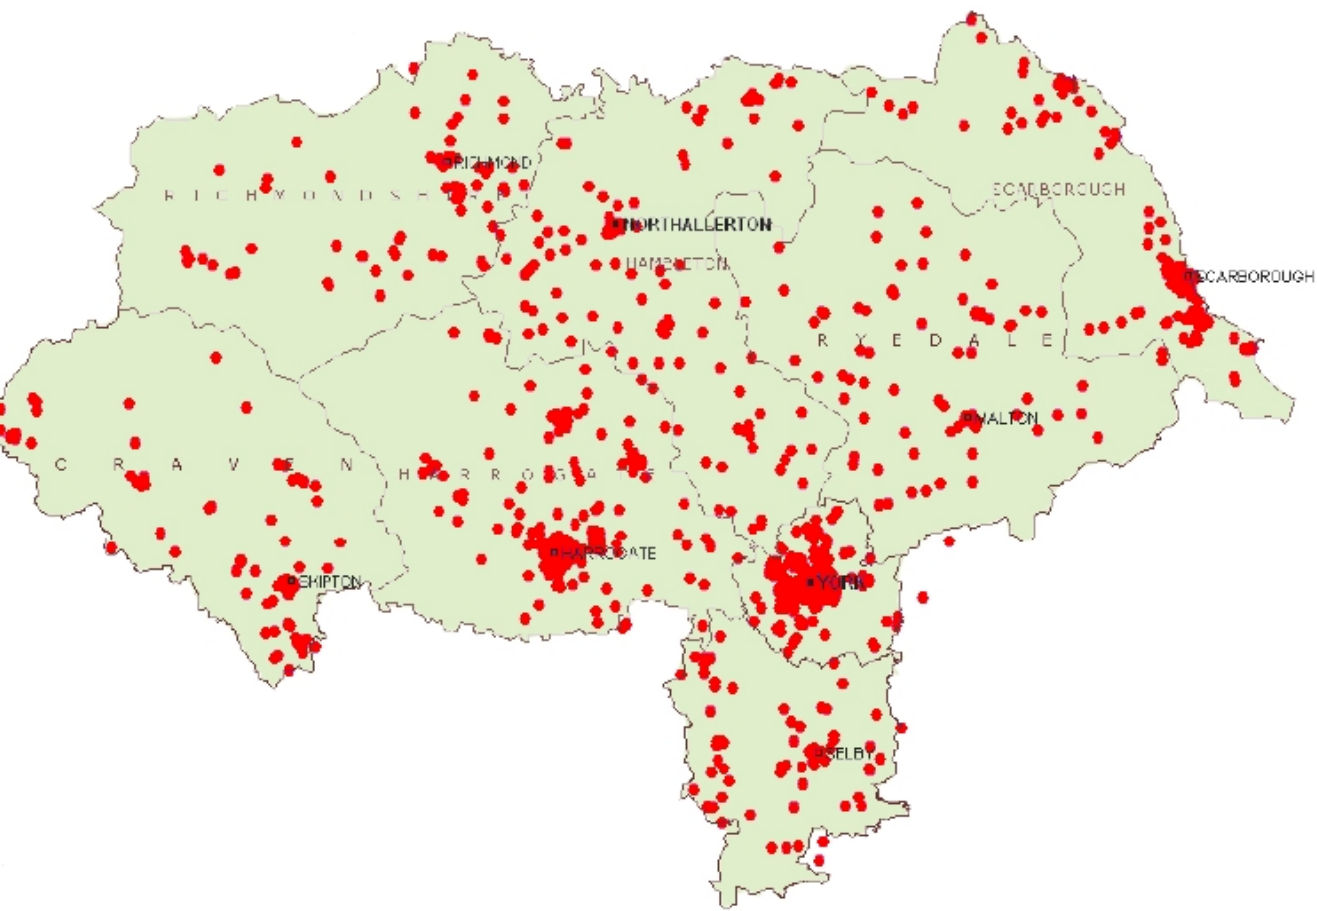 RICHMOND
RICHMONDSHIRE
SCARBOROUGH
NORTHALLERTON
HAMBLETON
SCARBOROUGH
RYEDALE
MALTON
CRAVEN
HARROGATE
HARROGATE
SKIPTON
YORK
SELBY